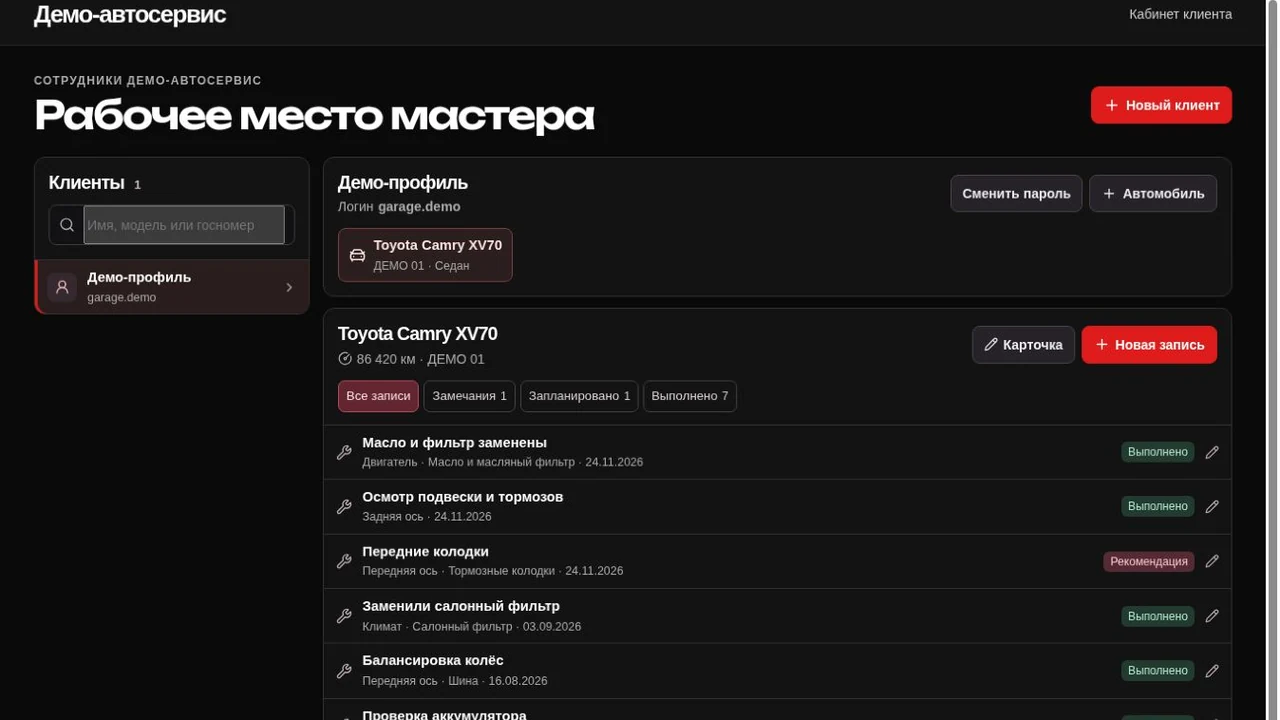 Демо-автосервис
Кабинет клиента
СОТРУДНИКИ ДЕМО-АВТОСЕРВИС
Рабочее место мастера
Новый клиент
Клиенты 1
Имя, модель или госномер
Демо-профиль
garage.demo
Демо-профиль
Логин garage.demo
Сменить пароль
Автомобиль
Toyota Camry XV70
ДЕМО 01 · Седан
Toyota Camry XV70
86 420 км · ДЕМО 01
Карточка
Новая запись
Все записи
Замечания 1
Запланировано 1
Выполнено 7
Масло и фильтр заменены
Двигатель · Масло и масляный фильтр · 24.11.2026
Выполнено
Осмотр подвески и тормозов
Задняя ось · 24.11.2026
Выполнено
Передние колодки
Передняя ось · Тормозные колодки · 24.11.2026
Рекомендация
Заменили салонный фильтр
Климат · Салонный фильтр · 03.09.2026
Выполнено
Балансировка колёс
Передняя ось · Шина · 16.08.2026
Выполнено
Проверка аккумулятора